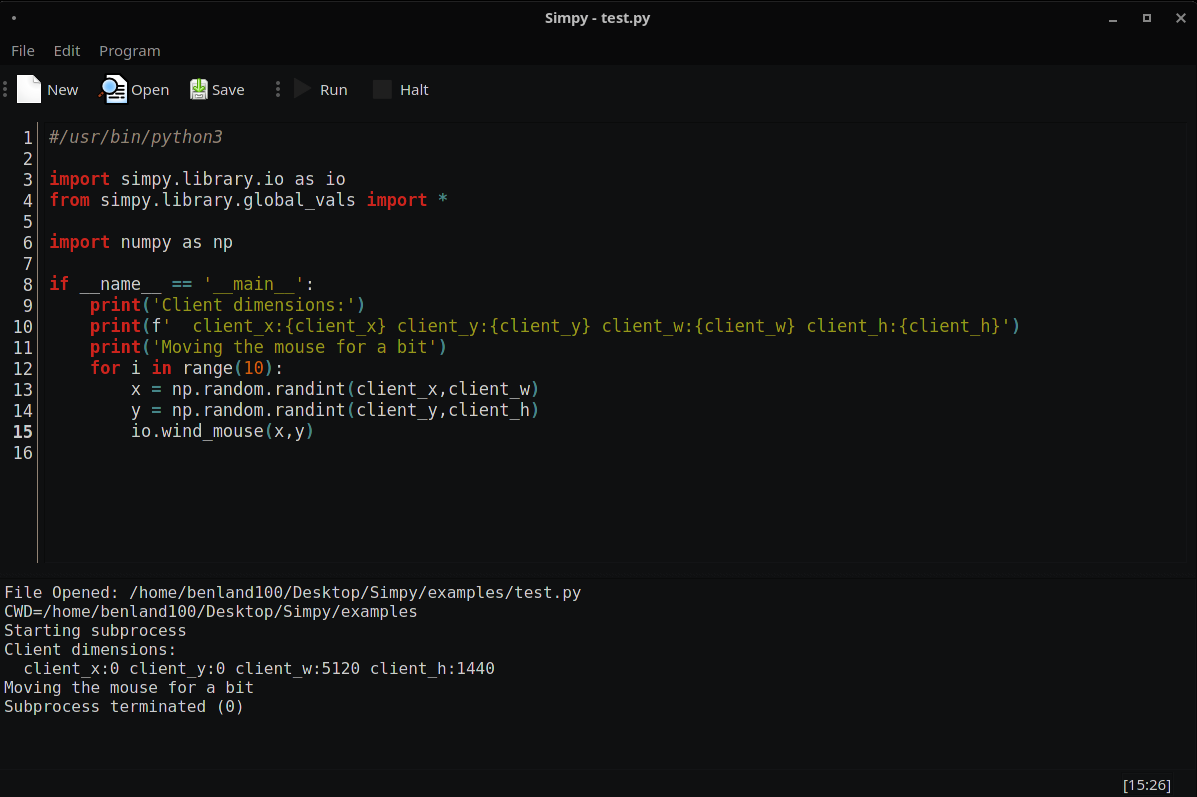 Simpy - test.py
File Edit Program
New Open Save Run Halt
1 #/usr/bin/python3
2
3 import simpy.library.io as io
4 from simpy.library.global_vals import *
5
6 import numpy as np
7
8 if __name__ == '__main__':
9     print('Client dimensions:')
10     print(f'  client_x:{client_x} client_y:{client_y} client_w:{client_w} client_h:{client_h}')
11     print('Moving the mouse for a bit')
12     for i in range(10):
13         x = np.random.randint(client_x,client_w)
14         y = np.random.randint(client_y,client_h)
15         io.wind_mouse(x,y)
16
File Opened: /home/benland100/Desktop/Simpy/examples/test.py
CWD=/home/benland100/Desktop/Simpy/examples
Starting subprocess
Client dimensions:
  client_x:0 client_y:0 client_w:5120 client_h:1440
Moving the mouse for a bit
Subprocess terminated (0)
[15:26]